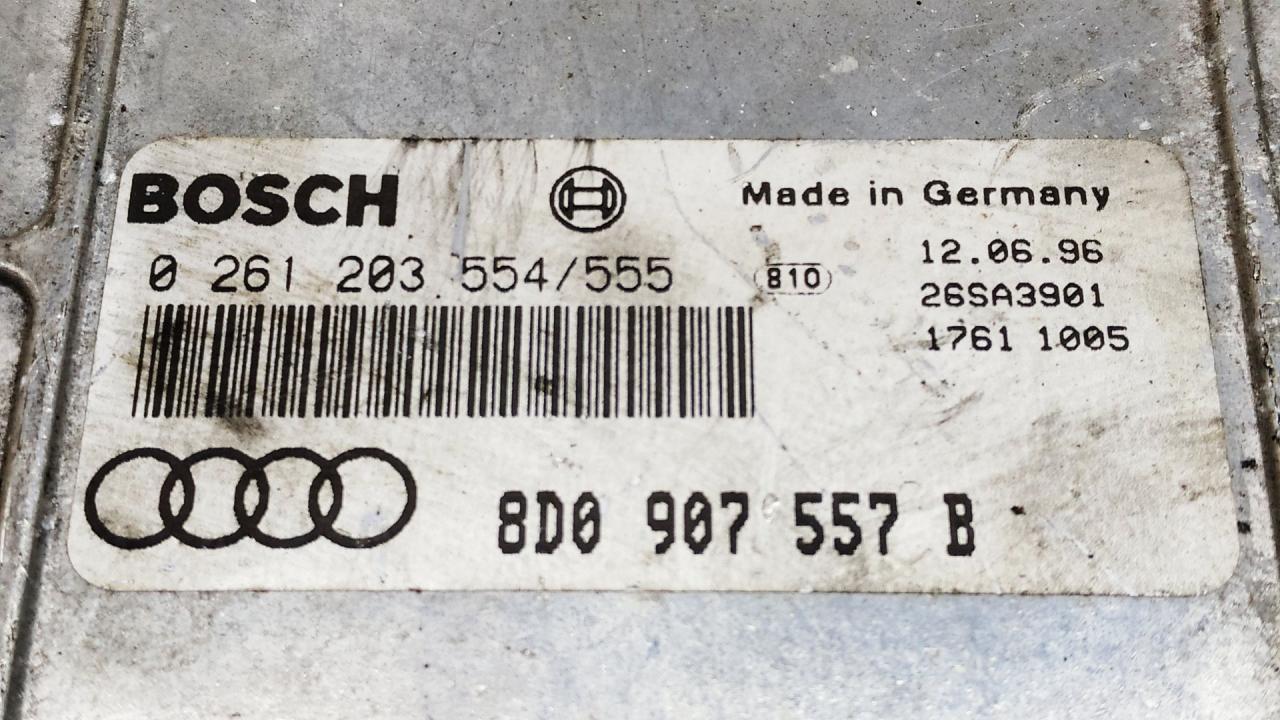 BOSCH
Made in Germany
0 261 203 554/555
810
12.06.96
26SA3901
1761 1005
8D0 907 557 B